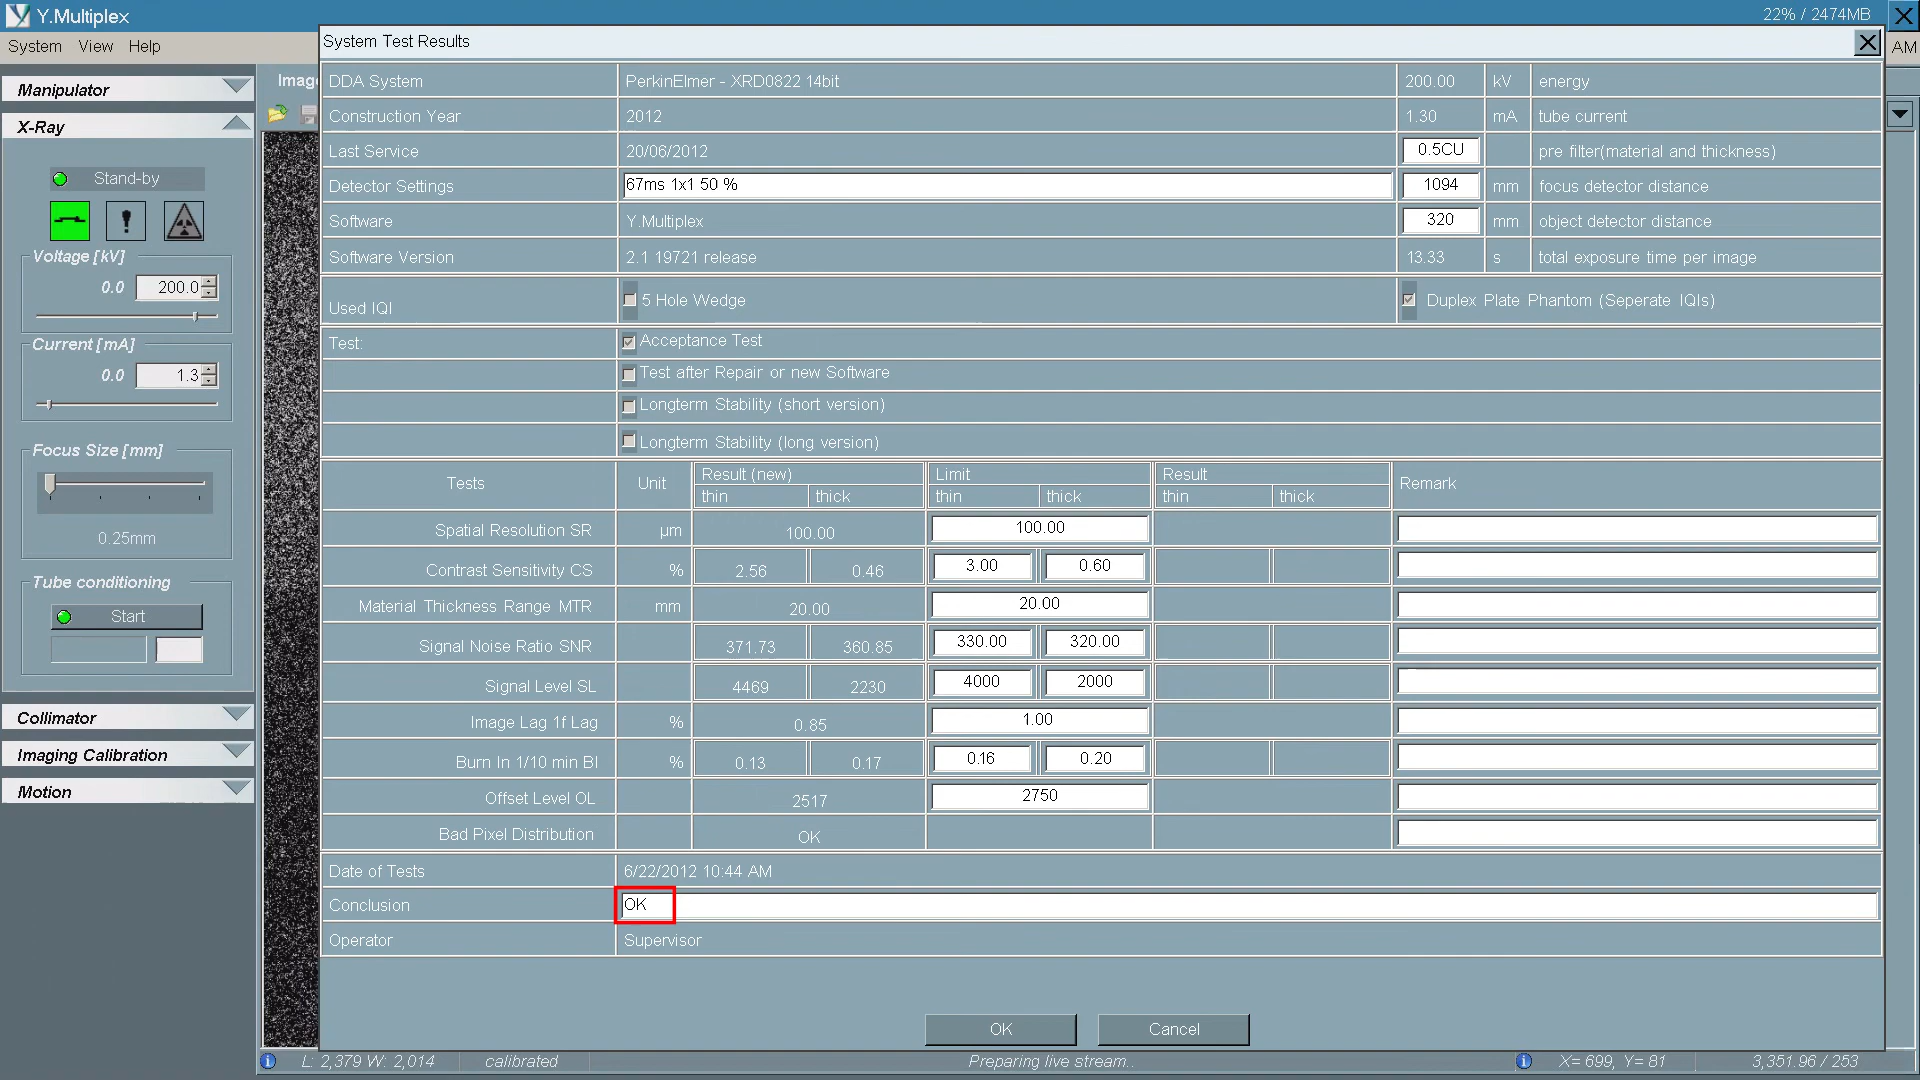 Y.Multiplex
22% / 2474MB
System View Help
AM
System Test Results
Manipulator
X-Ray
Stand-by
Voltage [kV]
0.0 200.0
Current [mA]
0.0 1.3
Focus Size [mm]
0.25mm
Tube conditioning
Start
Collimator
Imaging Calibration
Motion
Imag
DDA System PerkinElmer - XRD0822 14bit 200.00 kV energy
Construction Year 2012 1.30 mA tube current
Last Service 20/06/2012 0.5CU pre filter(material and thickness)
Detector Settings 67ms 1x1 50 % 1094 mm focus detector distance
Software Y.Multiplex 320 mm object detector distance
Software Version 2.1 19721 release 13.33 s total exposure time per image
Used IQI 5 Hole Wedge Duplex Plate Phantom (Seperate IQIs)
Test: Acceptance Test
Test after Repair or new Software
Longterm Stability (short version)
Longterm Stability (long version)
Tests Unit Result (new) Limit Result Remark
thin thick thin thick thin thick
Spatial Resolution SR µm 100.00 100.00
Contrast Sensitivity CS % 2.56 0.46 3.00 0.60
Material Thickness Range MTR mm 20.00 20.00
Signal Noise Ratio SNR 371.73 360.85 330.00 320.00
Signal Level SL 4469 2230 4000 2000
Image Lag 1f Lag % 0.85 1.00
Burn In 1/10 min BI % 0.13 0.17 0.16 0.20
Offset Level OL 2517 2750
Bad Pixel Distribution OK
Date of Tests 6/22/2012 10:44 AM
Conclusion OK
Operator Supervisor
OK Cancel
L: 2,379 W: 2,014 calibrated Preparing live stream.. X= 699, Y= 81 3,351.96 / 253